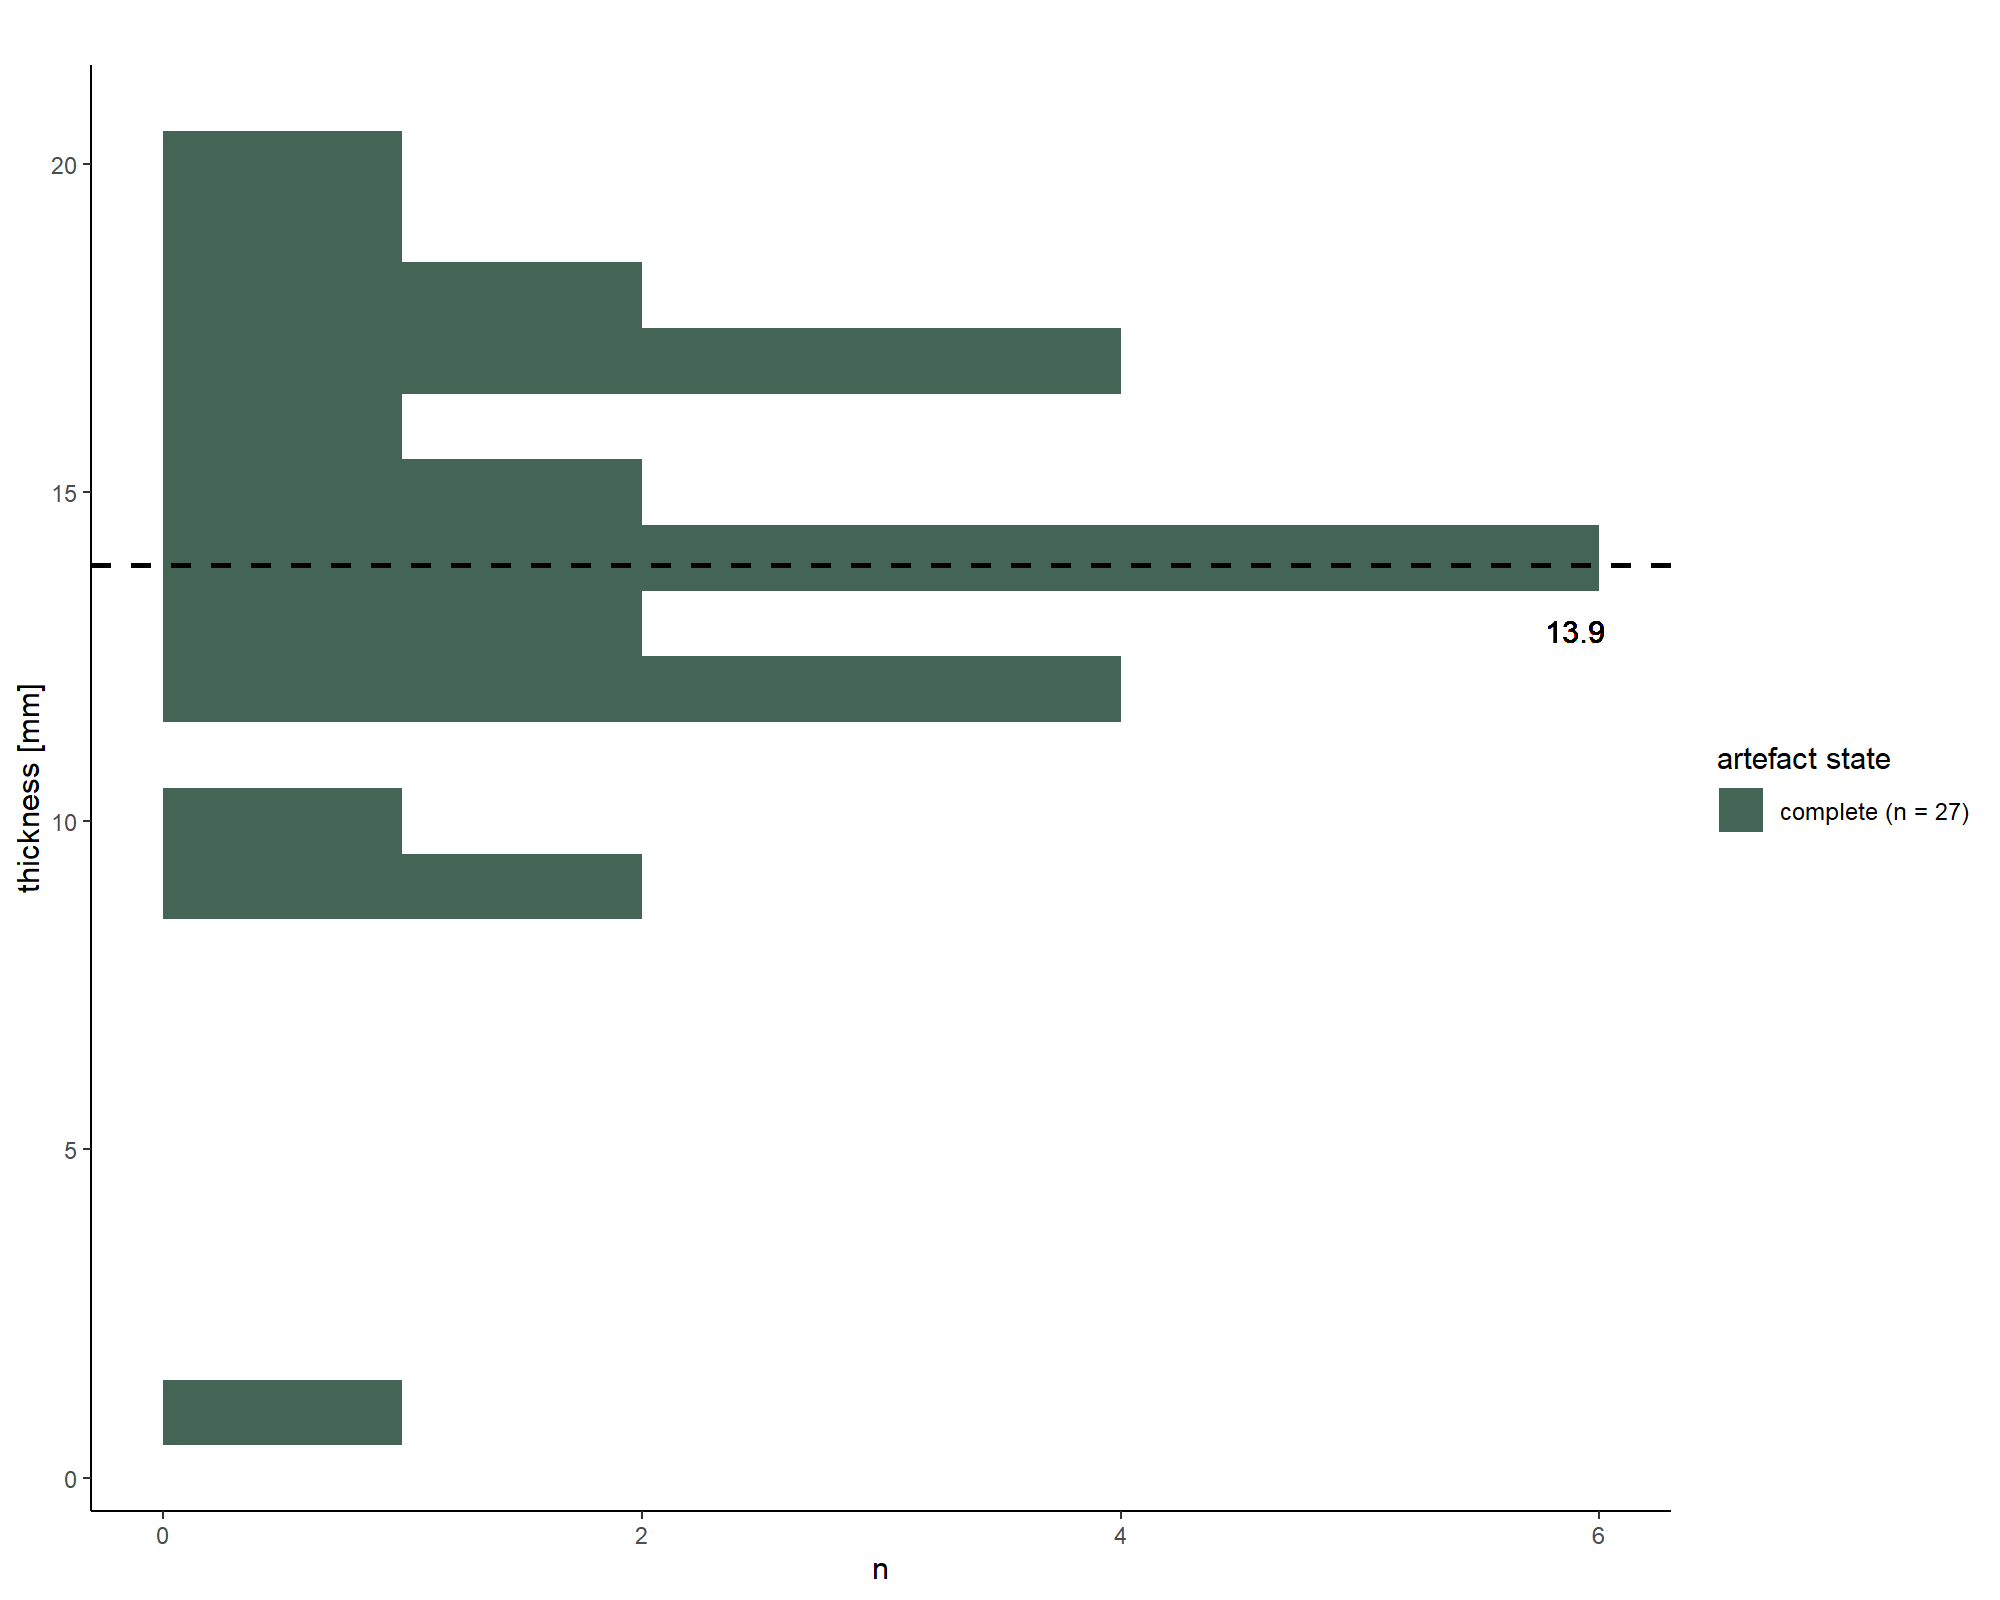 20
15
13.9
thickness [mm]
artefact state
complete (n = 27)
10
5
0
0 2 4 6
n